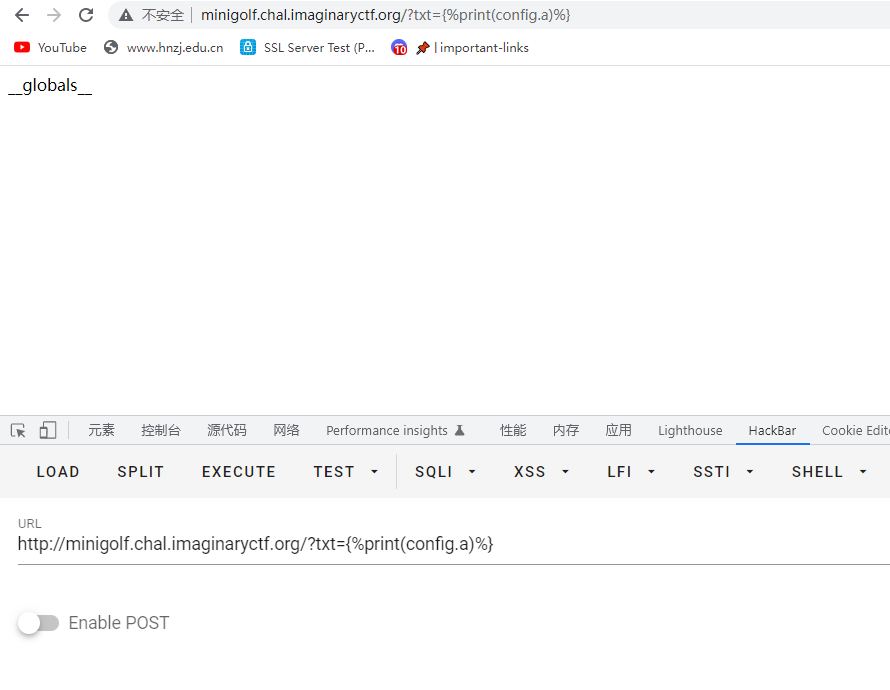 不安全 minigolf.chal.imaginaryctf.org/?txt={%print(config.a)%}
YouTube www.hnzj.edu.cn SSL Server Test (P... 10 | important-links
__globals__
元素 控制台 源代码 网络 Performance insights 性能 内存 应用 Lighthouse HackBar Cookie Edit
LOAD SPLIT EXECUTE TEST SQLI XSS LFI SSTI SHELL
URL
http://minigolf.chal.imaginaryctf.org/?txt={%print(config.a)%}
Enable POST